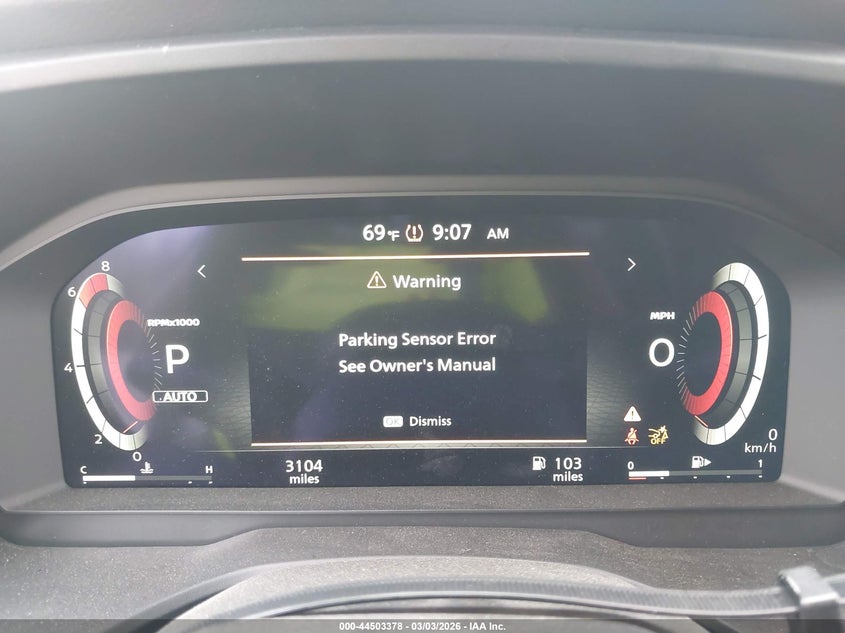 69°F 9:07 AM
Warning
Parking Sensor Error
See Owner's Manual
OK Dismiss
8
6
RPMx1000
P
4
AUTO
2
0
C H
3104
miles
103
miles
MPH
0
0
km/h
OFF
0 1
000-44503378 - 03/03/2026 - IAA Inc.